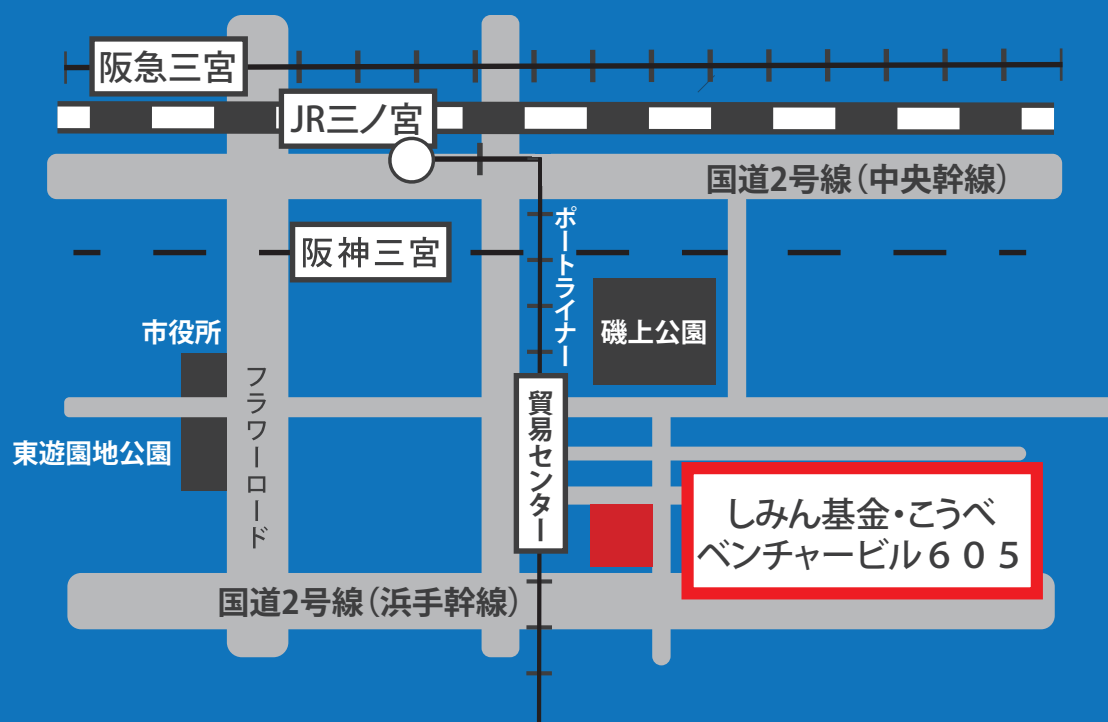 阪急三宮
JR三ノ宮
国道2号線(中央幹線)
ポートライナー
阪神三宮
磯上公園
市役所
フラワーロード
貿易センター
東遊園地公園
しみん基金・こうべ
ベンチャービル605
国道2号線(浜手幹線)